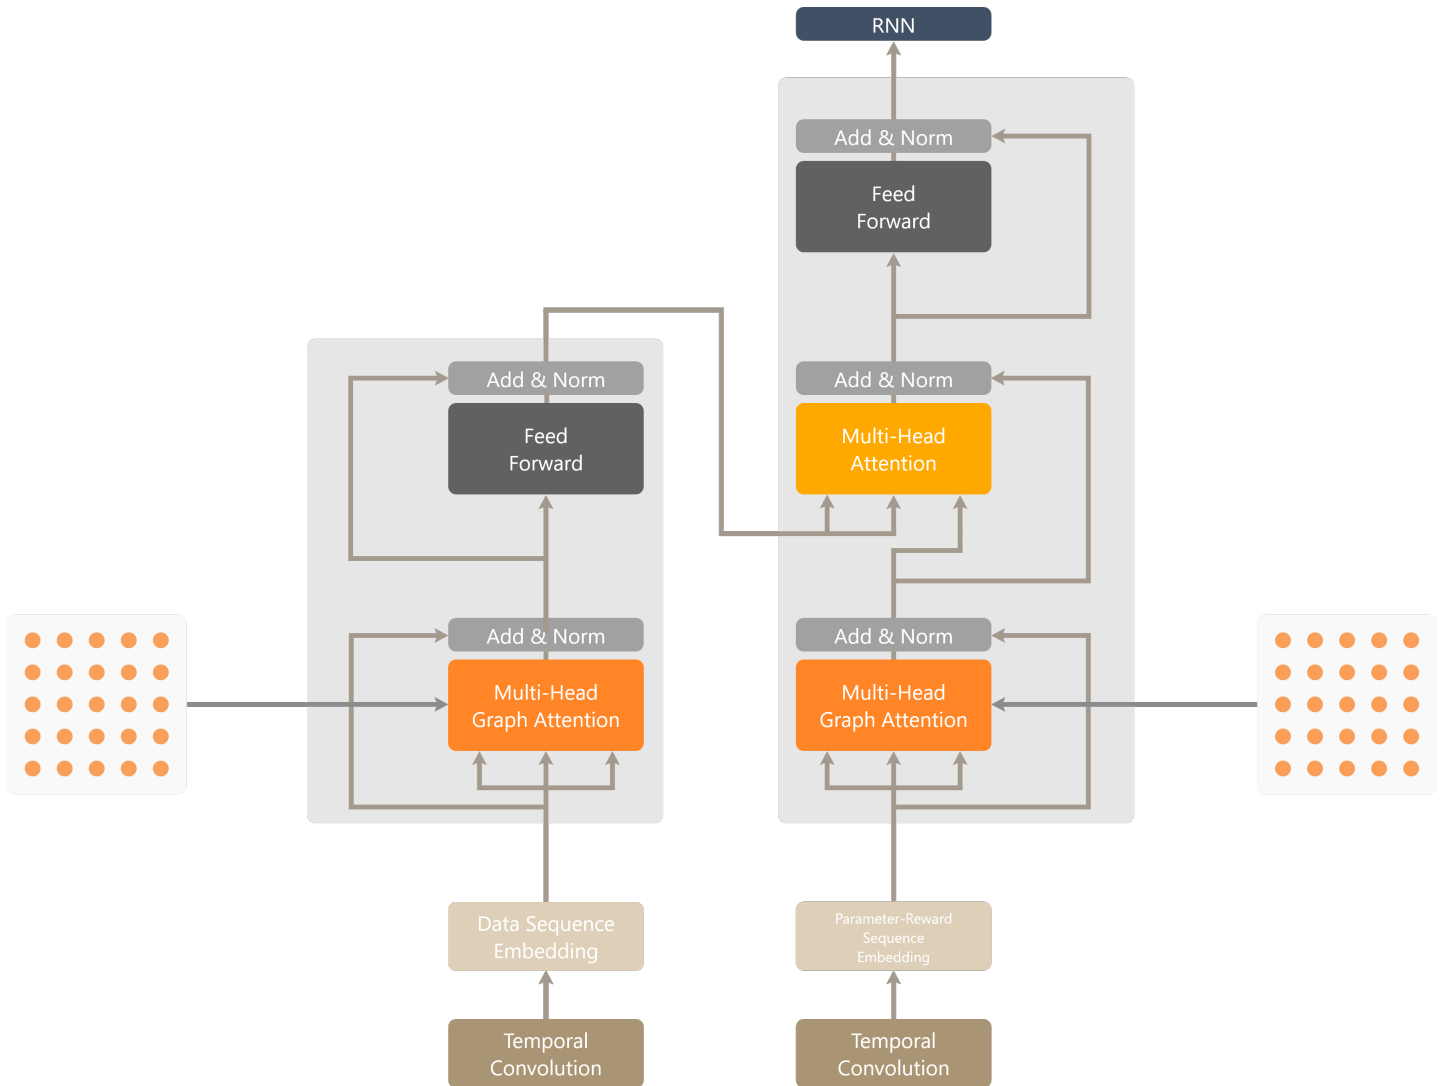 RNN
Add & Norm
Feed
Forward
Add & Norm
Multi-Head
Attention
Add & Norm
Multi-Head
Graph Attention
Parameter-Reward
Sequence
Embedding
Temporal
Convolution
Add & Norm
Feed
Forward
Add & Norm
Multi-Head
Graph Attention
Data Sequence
Embedding
Temporal
Convolution